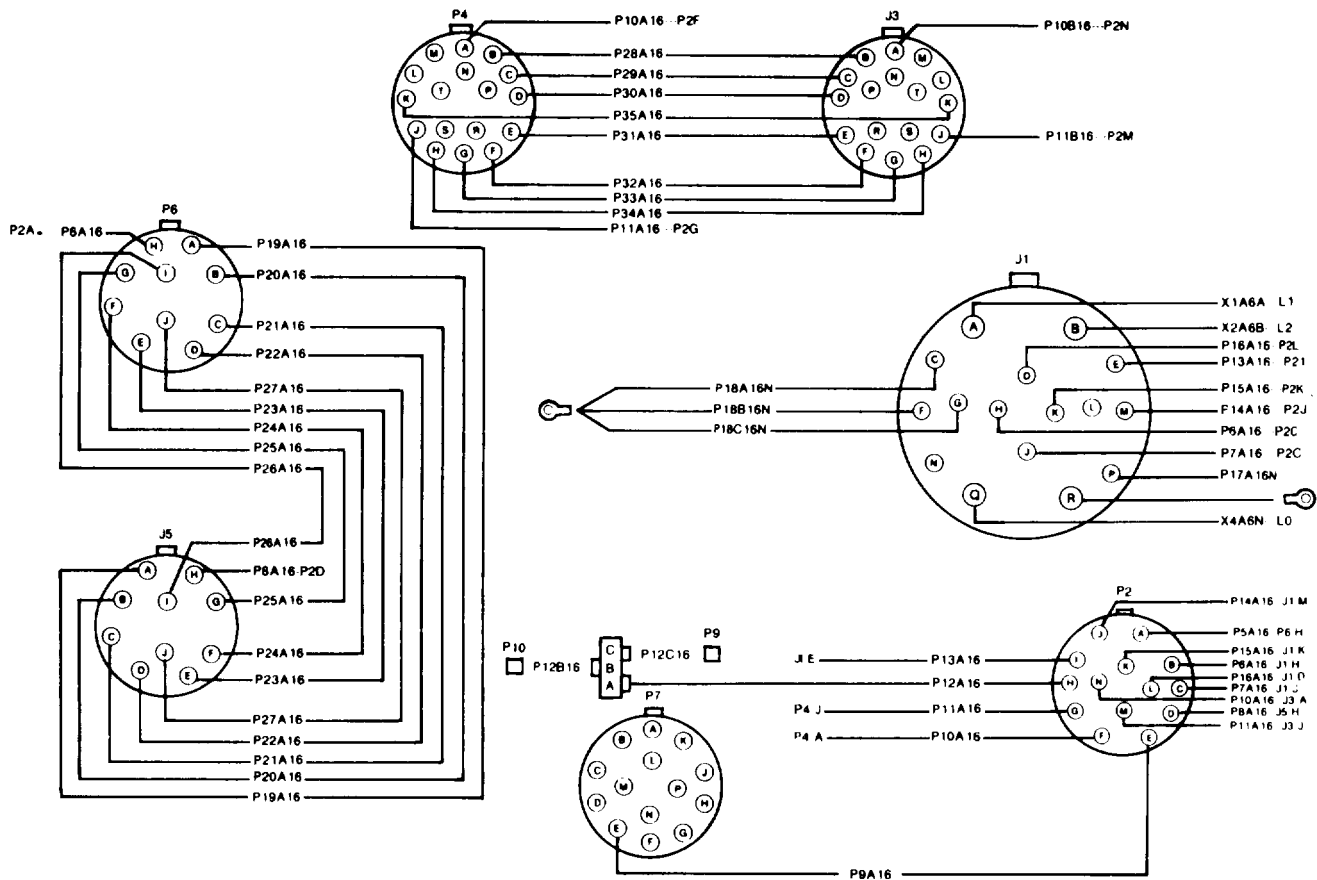 P4
P10A16 P2F
J3
P10B16 P2N
M A B
B A M
P28A16
L N C
C N L
P29A16
T P D
D P T
P30A16
K
K
P35A16
J S R E
E R S J
P31A16
P11B16 P2M
H G F
F G H
P32A16
P33A16
P34A16
P11A16 P2G
P6
P2A. P6A16
H A
P19A16
G I B
P20A16
F J C
P21A16
E D
P22A16
P27A16
P23A16
P24A16
P25A16
P26A16
J5
P26A16
A H
P8A16-P2D
B I G
P25A16
C J F
P24A16
D E
P23A16
P27A16
P22A16
P21A16
P20A16
P19A16
J1
A B
X1A6A L1
X2A6B L2
C D E
P16A16 P2L
P13A16 P21
P18A16N
P15A16 P2K
P18B16N
F G H K L M
F14A16 P2J
P18C16N
P6A16 P2C
J
P7A16 P2C
N P
P17A16N
Q R
X4A6N L0
P2
J A
P14A16 J1 M
P5A16 P6 H
P15A16 J1 K
P10
P12B16
C
B
A
P12C16
P9
J1 E
P13A16
I K B
P6A16 J1 H
P16A16 J1 D
P12A16
H N L C
P7A16 J1 J
P10A16 J3 A
P4 J
P11A16
G M D
P8A16 J5 H
P11A16 J3 J
P4 A
P10A16
F E
P7
B A K
C L J
M P
D N H
E F G
P9A16